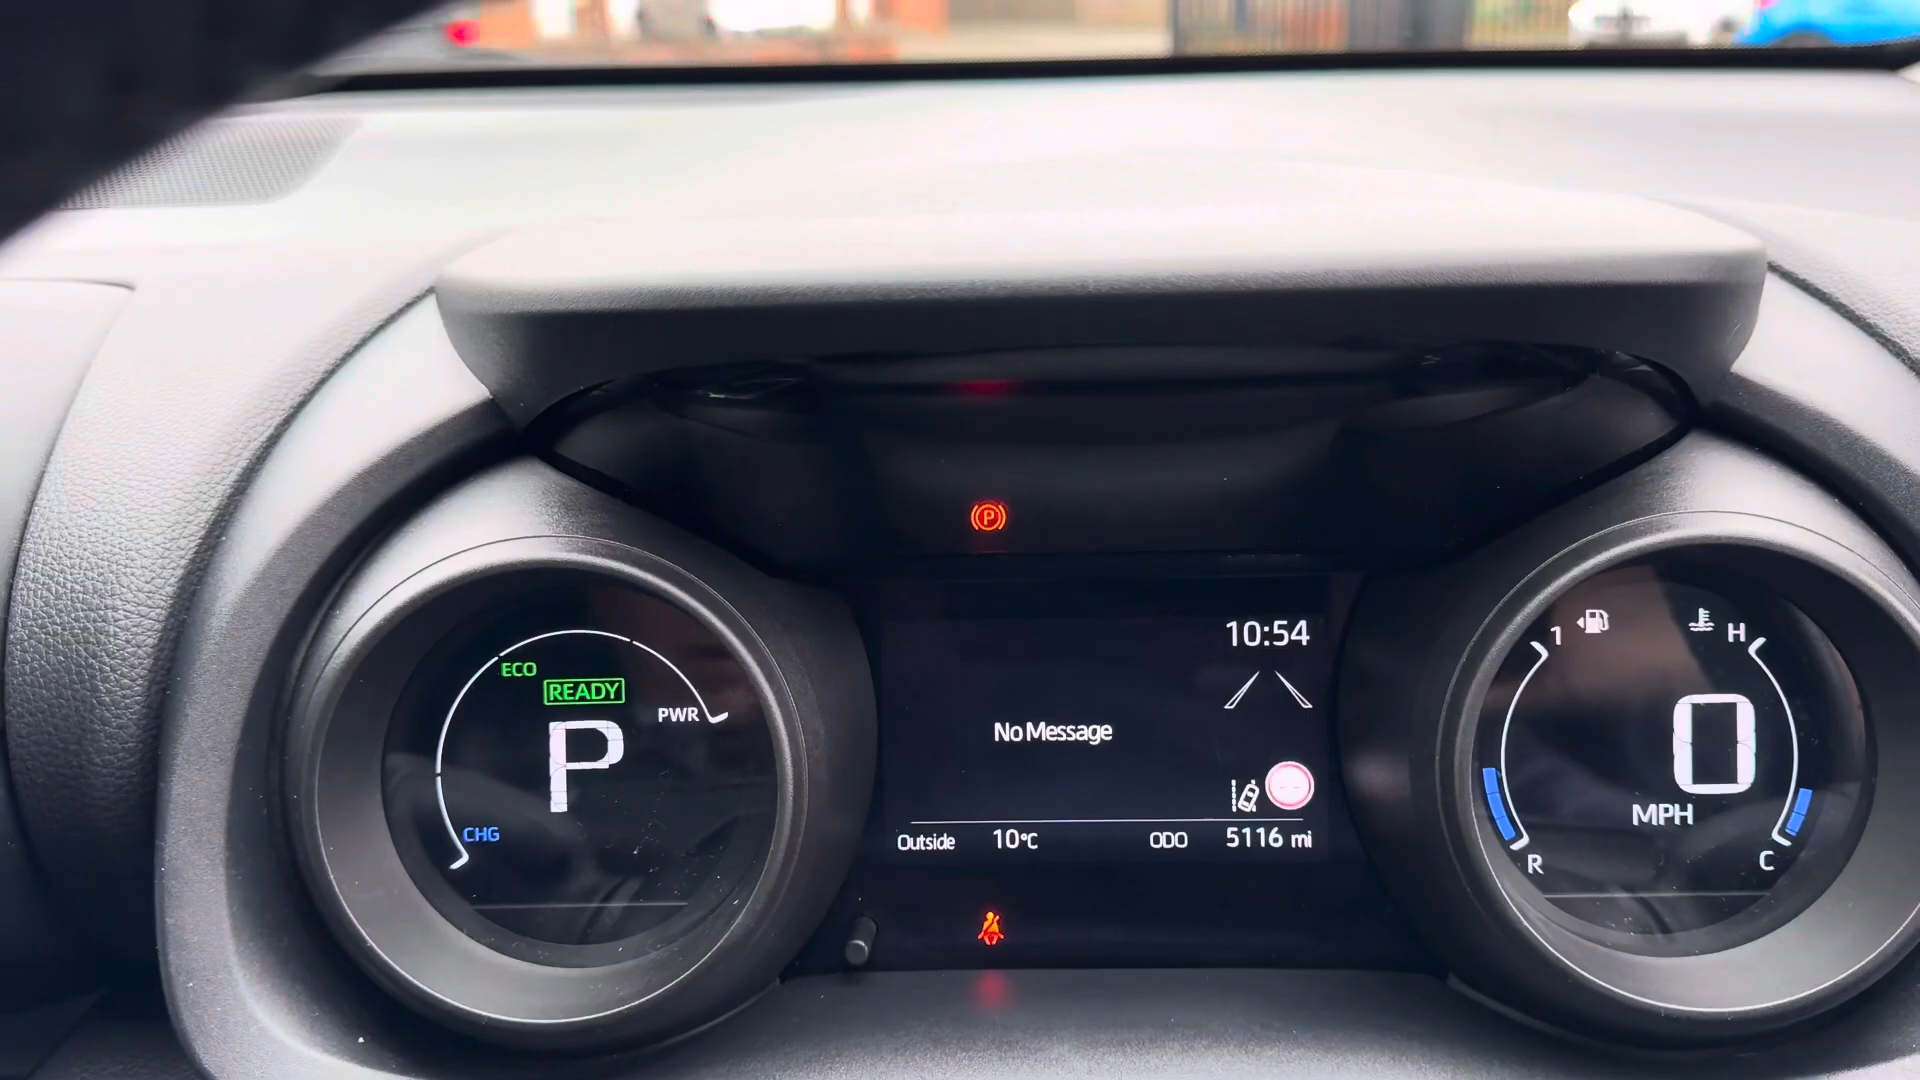 P
10:54
ECO
READY
PWR
P
CHG
No Message
Outside 10°C ODO 5116 mi
1 H
0
MPH
R C